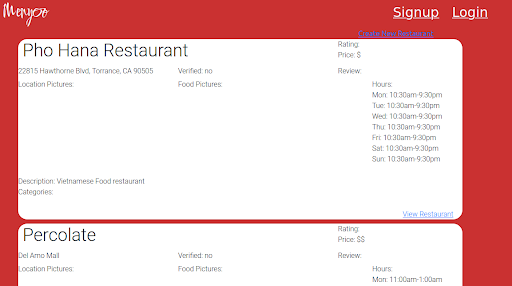 Menyoo
Signup Login
Create New Restaurant
Pho Hana Restaurant
Rating:
Price: $
22815 Hawthorne Blvd, Torrance, CA 90505
Verified: no
Review:
Location Pictures:
Food Pictures:
Hours:
Mon: 10:30am-9:30pm
Tue: 10:30am-9:30pm
Wed: 10:30am-9:30pm
Thu: 10:30am-9:30pm
Fri: 10:30am-9:30pm
Sat: 10:30am-9:30pm
Sun: 10:30am-9:30pm
Description: Vietnamese Food restaurant
Categories:
View Restaurant
Percolate
Rating:
Price: $$
Del Amo Mall
Verified: no
Review:
Location Pictures:
Food Pictures:
Hours:
Mon: 11:00am-1:00am